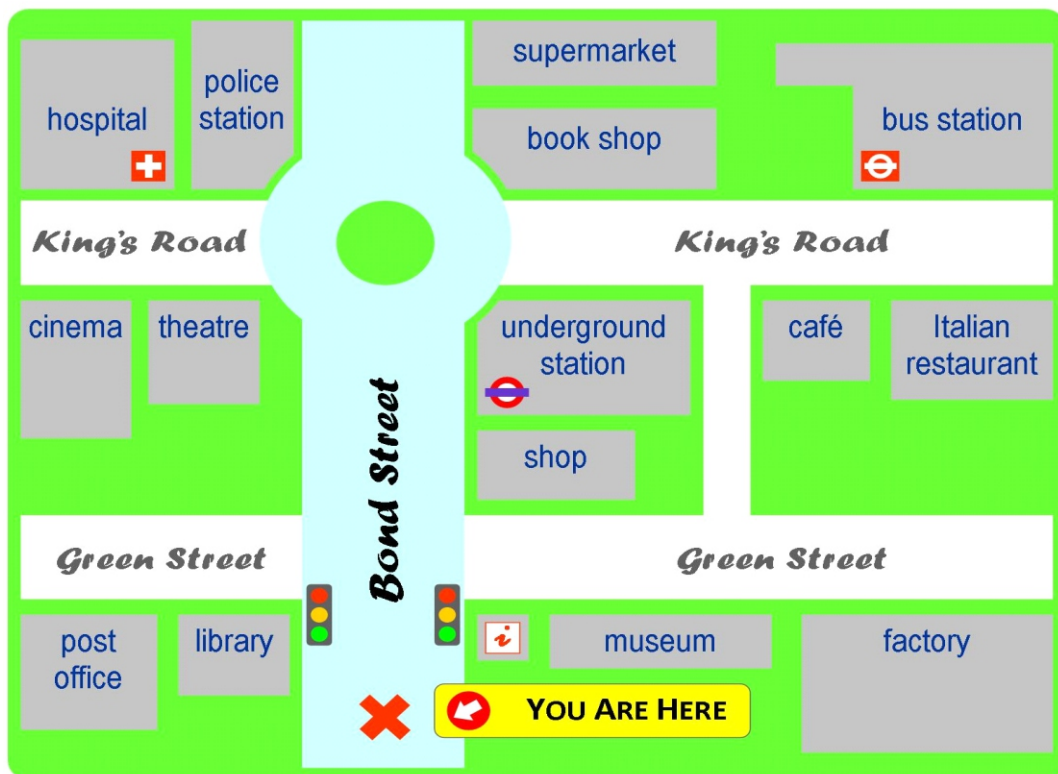 hospital
police
station
supermarket
book shop
bus station
King's Road
King's Road
cinema
theatre
underground
station
café
Italian
restaurant
shop
Bond Street
Green Street
Green Street
post
office
library
i
museum
factory
YOU ARE HERE